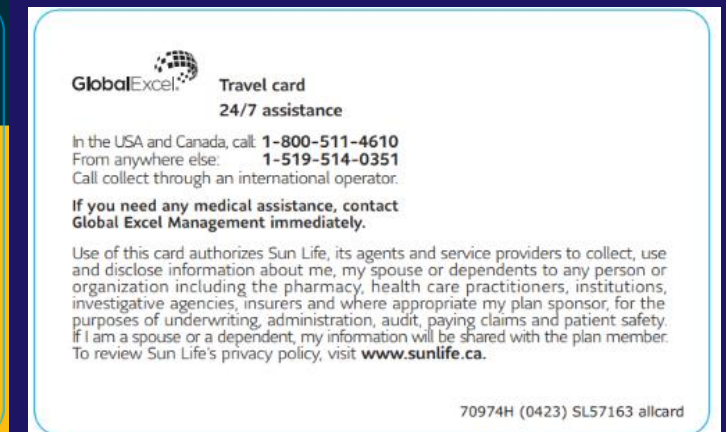 GlobalExcel
Travel card
24/7 assistance
In the USA and Canada, call: 1-800-511-4610
From anywhere else: 1-519-514-0351
Call collect through an international operator.
If you need any medical assistance, contact
Global Excel Management immediately.
Use of this card authorizes Sun Life, its agents and service providers to collect, use
and disclose information about me, my spouse or dependents to any person or
organization including the pharmacy, health care practitioners, institutions,
investigative agencies, insurers and where appropriate my plan sponsor, for the
purposes of underwriting, administration, audit, paying claims and patient safety.
If I am a spouse or a dependent, my information will be shared with the plan member.
To review Sun Life's privacy policy, visit www.sunlife.ca.
70974H (0423) SL57163 allcard